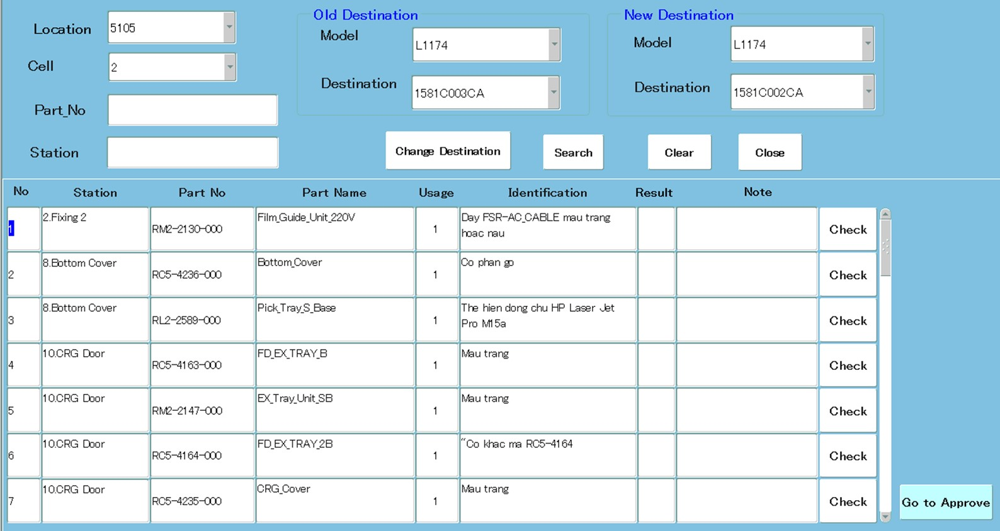 Location 5105
Cell 2
Part_No
Station
Old Destination
Model L1174
Destination 1581C003CA
New Destination
Model L1174
Destination 1581C002CA
Change Destination Search Clear Close
No Station Part No Part Name Usage Identification Result Note
1 2.Fixing 2 RM2-2130-000 Film_Guide_Unit_220V 1 Day FSR-AC_CABLE mau trang
hoac nau Check
2 8.Bottom Cover RC5-4236-000 Bottom_Cover 1 Co phan go Check
3 8.Bottom Cover RL2-2589-000 Pick_Tray_S_Base 1 The hien dong chu HP Laser Jet
Pro M15a Check
4 10.CRG Door RC5-4163-000 FD_EX_TRAY_B 1 Mau trang Check
5 10.CRG Door RM2-2147-000 EX_Tray_Unit_SB 1 Mau trang Check
6 10.CRG Door RC5-4164-000 FD_EX_TRAY_2B 1 "Co khac ma RC5-4164 Check
7 10.CRG Door RC5-4235-000 CRG_Cover 1 Mau trang Check
Go to Approve